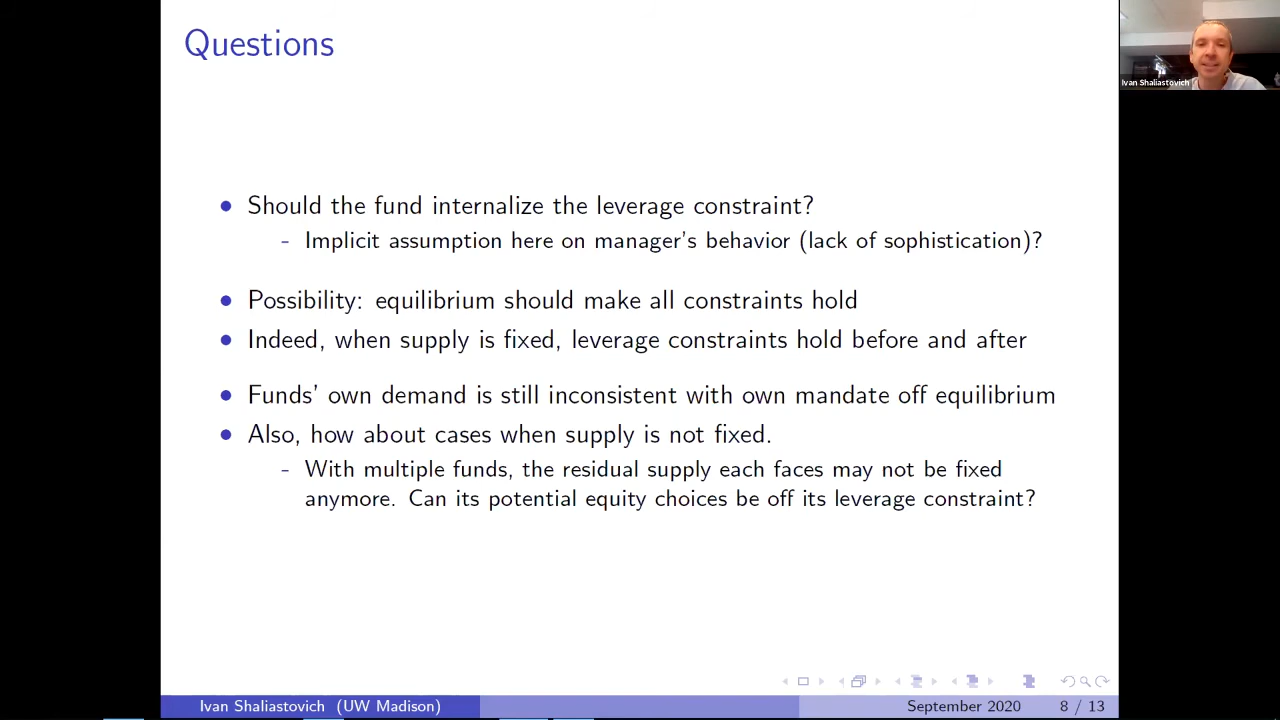 Questions
Ivan Shaliastovich
• Should the fund internalize the leverage constraint?
- Implicit assumption here on manager's behavior (lack of sophistication)?
• Possibility: equilibrium should make all constraints hold
• Indeed, when supply is fixed, leverage constraints hold before and after
• Funds' own demand is still inconsistent with own mandate off equilibrium
• Also, how about cases when supply is not fixed.
- With multiple funds, the residual supply each faces may not be fixed
anymore. Can its potential equity choices be off its leverage constraint?
Ivan Shaliastovich (UW Madison)
September 2020 8 / 13